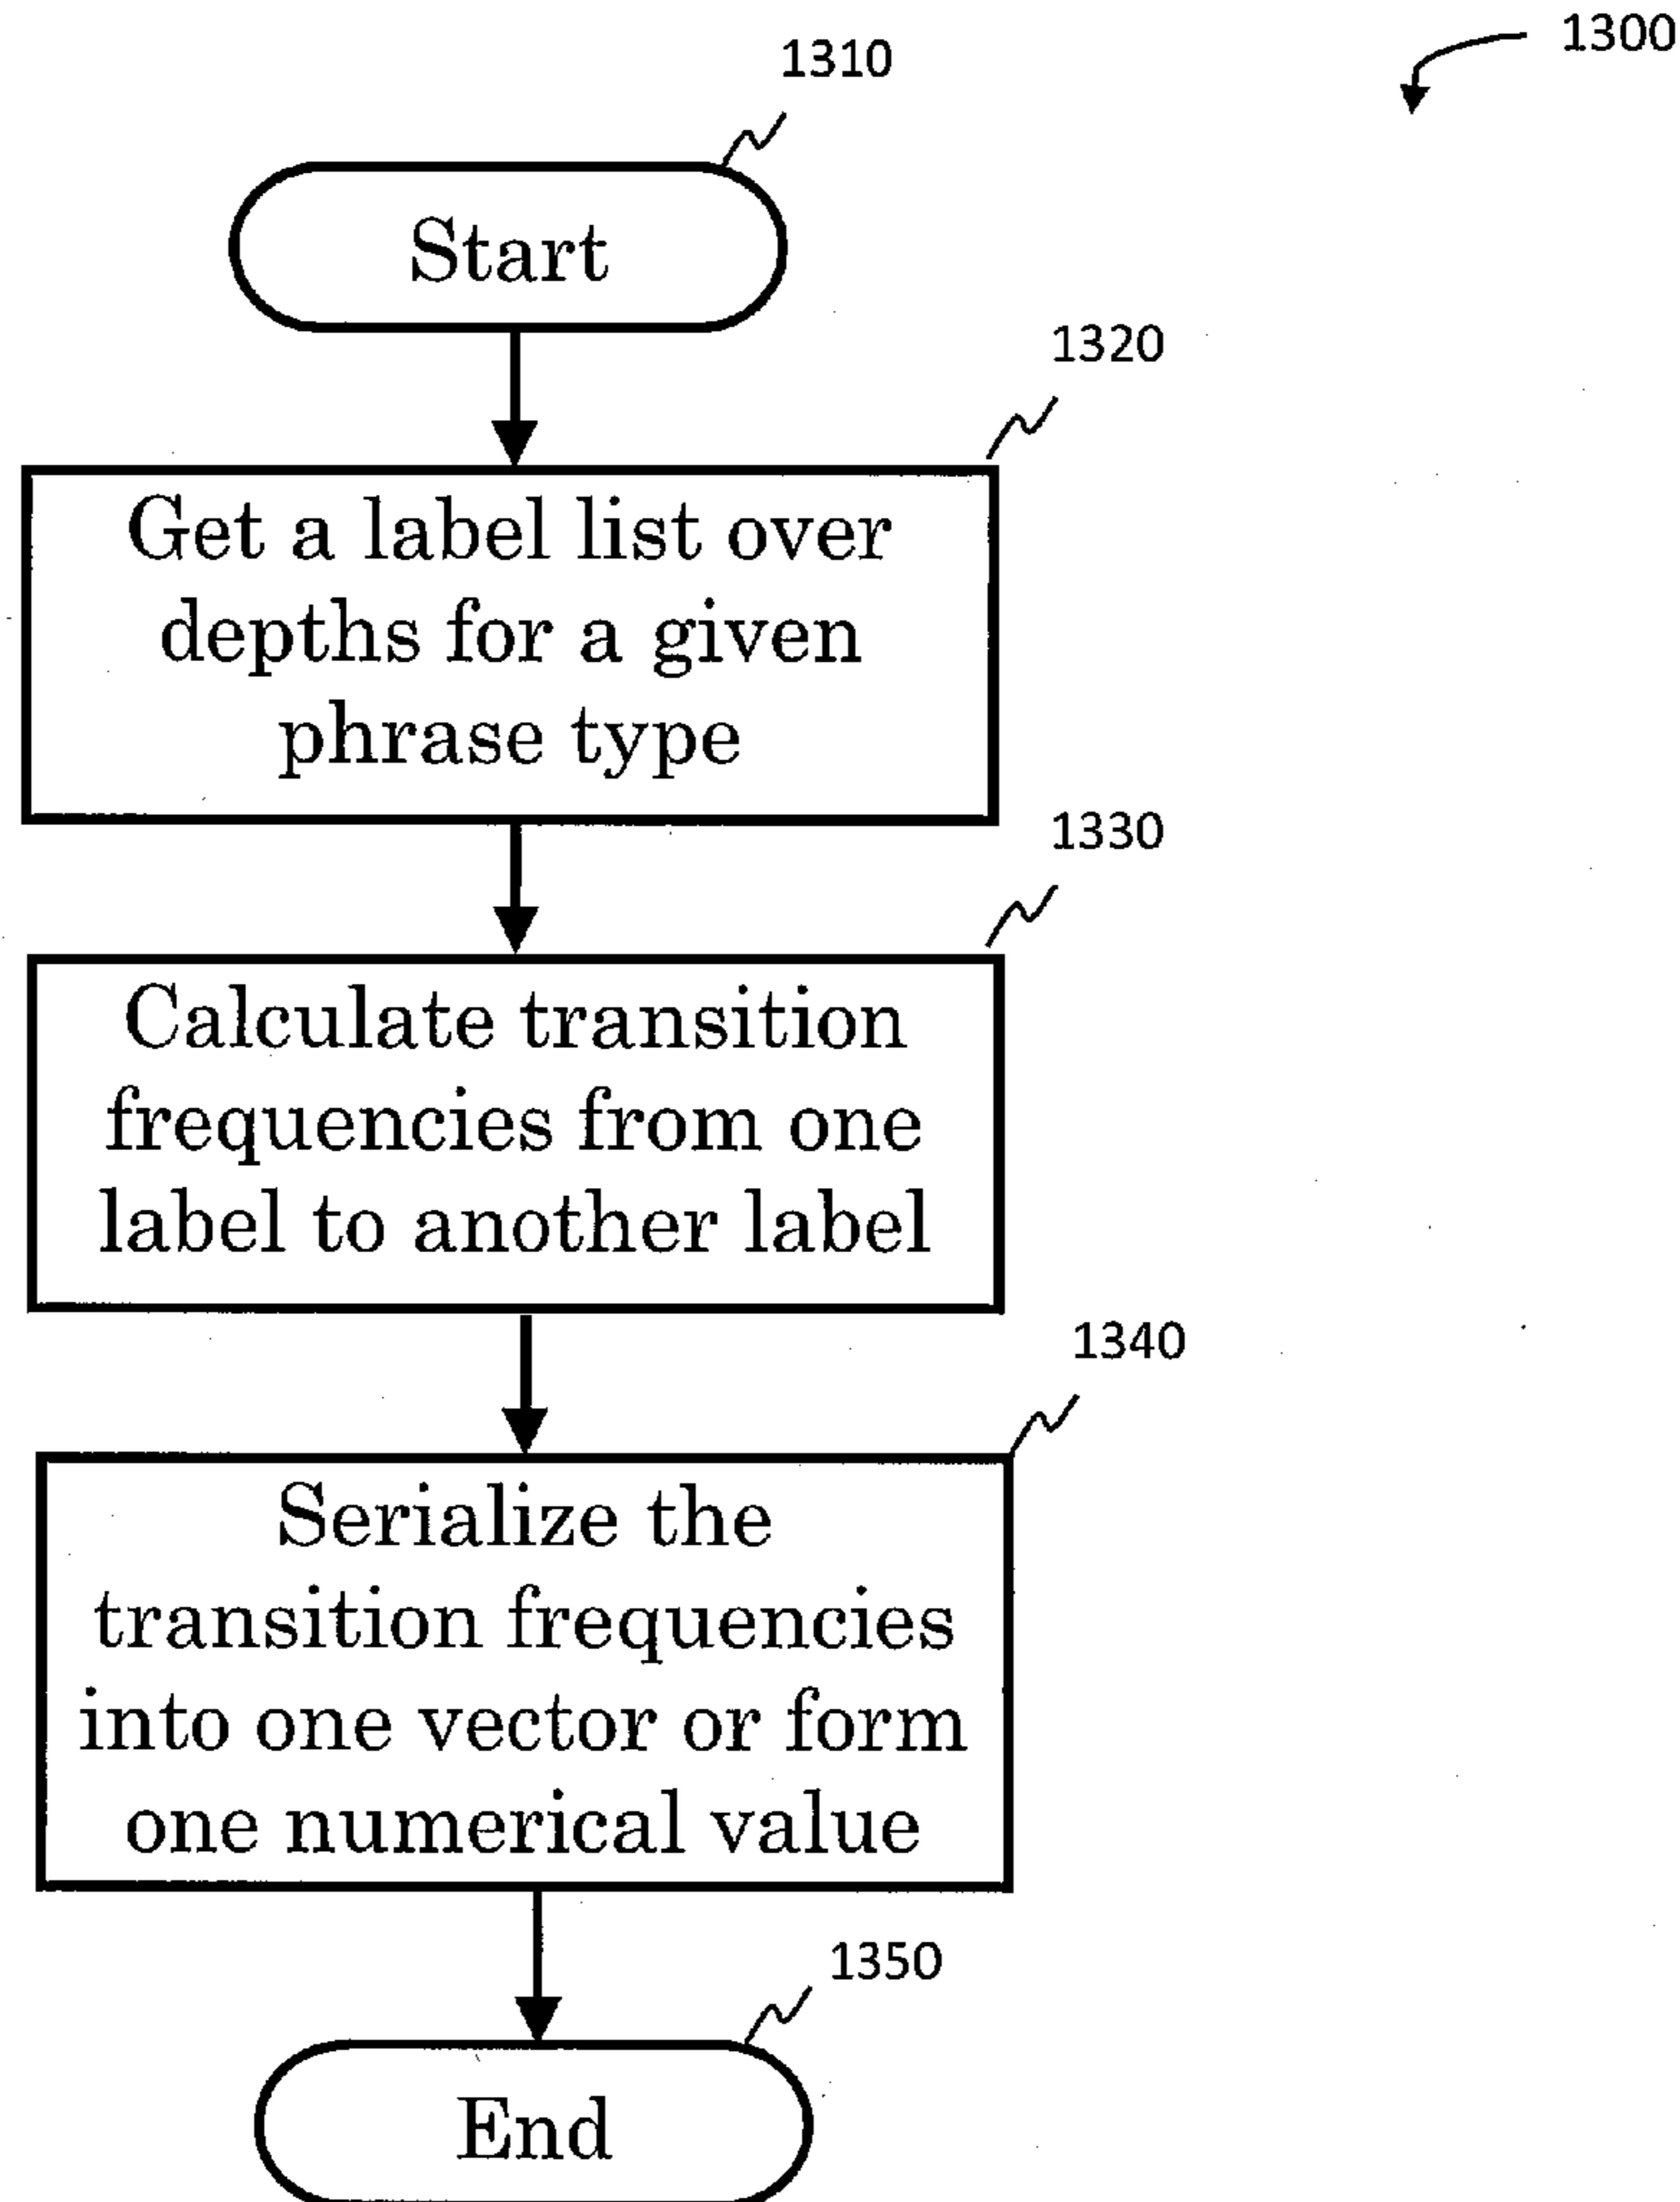 1300
1310
Start
1320
Get a label list over
depths for a given
phrase type
1330
Calculate transition
frequencies from one
label to another label
1340
Serialize the
transition frequencies
into one vector or form
one numerical value
1350
End